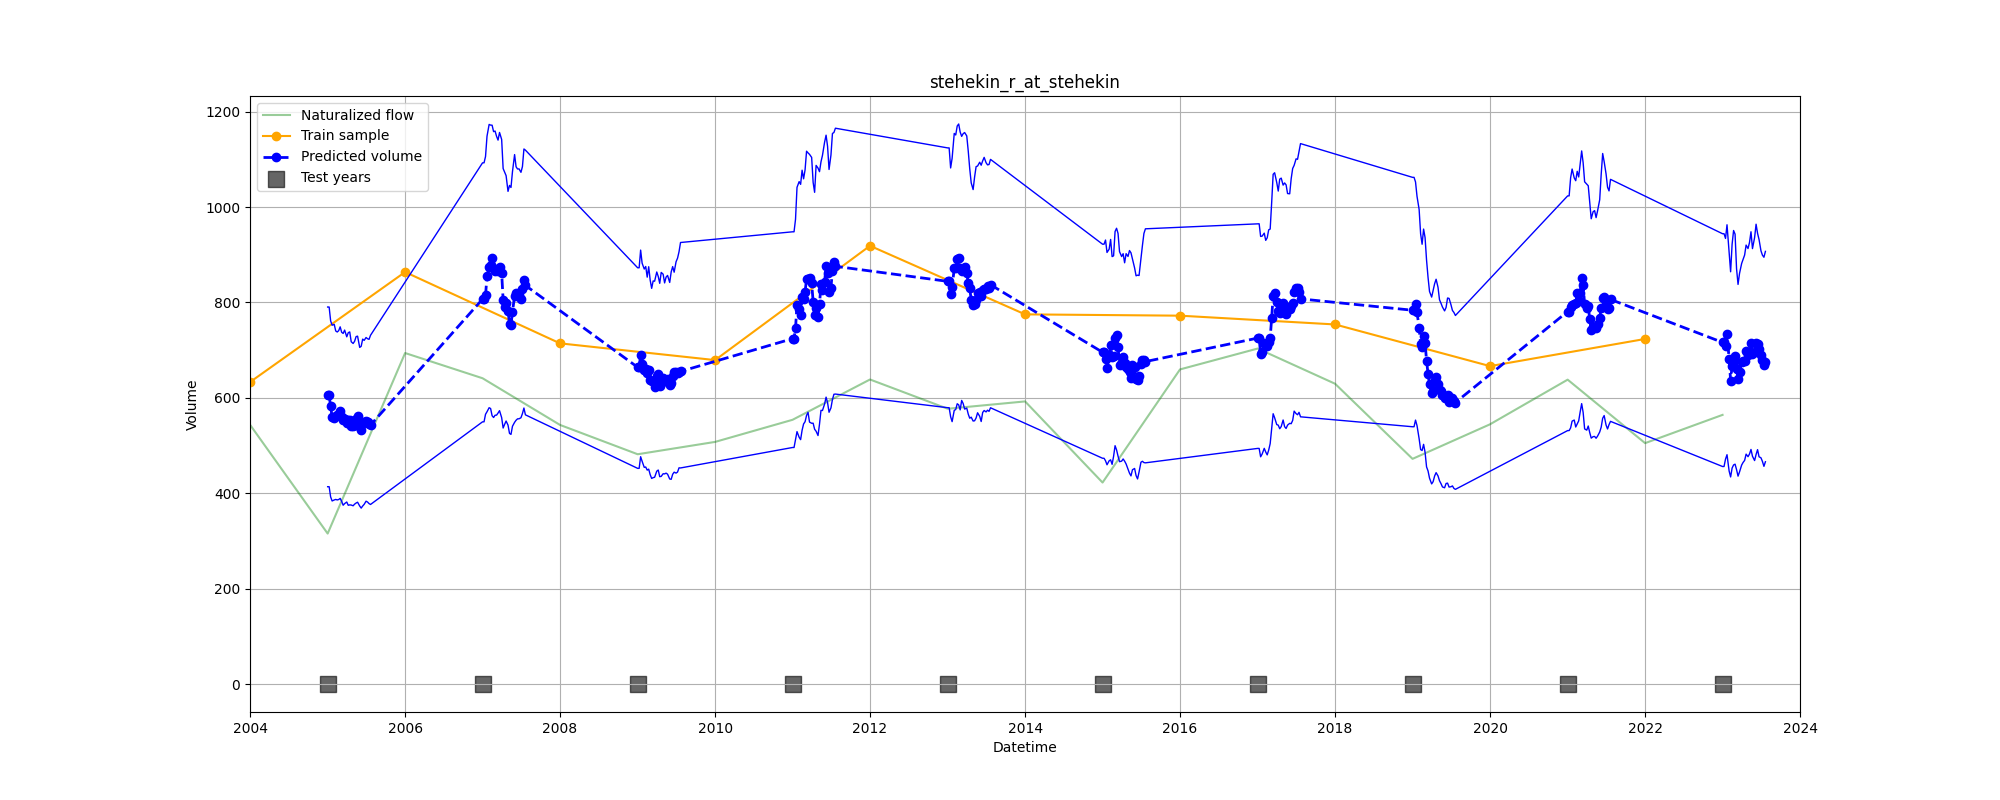 stehekin_r_at_stehekin
Naturalized flow
Train sample
Predicted volume
Test years
1200
1000
800
600
400
200
0
Volume
2004 2006 2008 2010 2012 2014 2016 2018 2020 2022 2024
Datetime